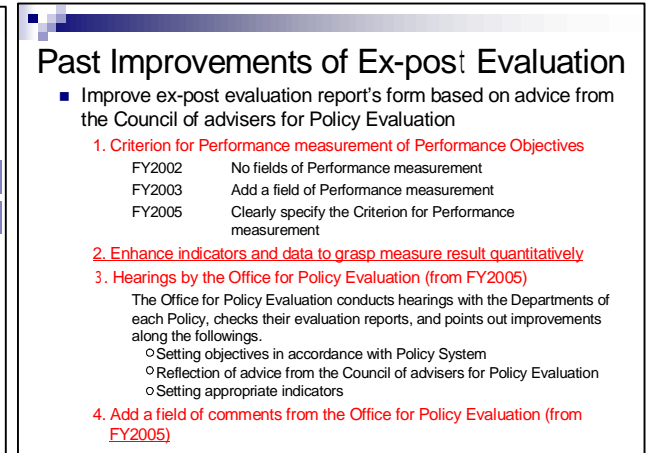 Past Improvements of Ex-post Evaluation
■ Improve ex-post evaluation report's form based on advice from
the Council of advisers for Policy Evaluation
1. Criterion for Performance measurement of Performance Objectives
FY2002 No fields of Performance measurement
FY2003 Add a field of Performance measurement
FY2005 Clearly specify the Criterion for Performance
measurement
2. Enhance indicators and data to grasp measure result quantitatively
3. Hearings by the Office for Policy Evaluation (from FY2005)
The Office for Policy Evaluation conducts hearings with the Departments of
each Policy, checks their evaluation reports, and points out improvements
along the followings.
○Setting objectives in accordance with Policy System
○Reflection of advice from the Council of advisers for Policy Evaluation
○Setting appropriate indicators
4. Add a field of comments from the Office for Policy Evaluation (from
FY2005)